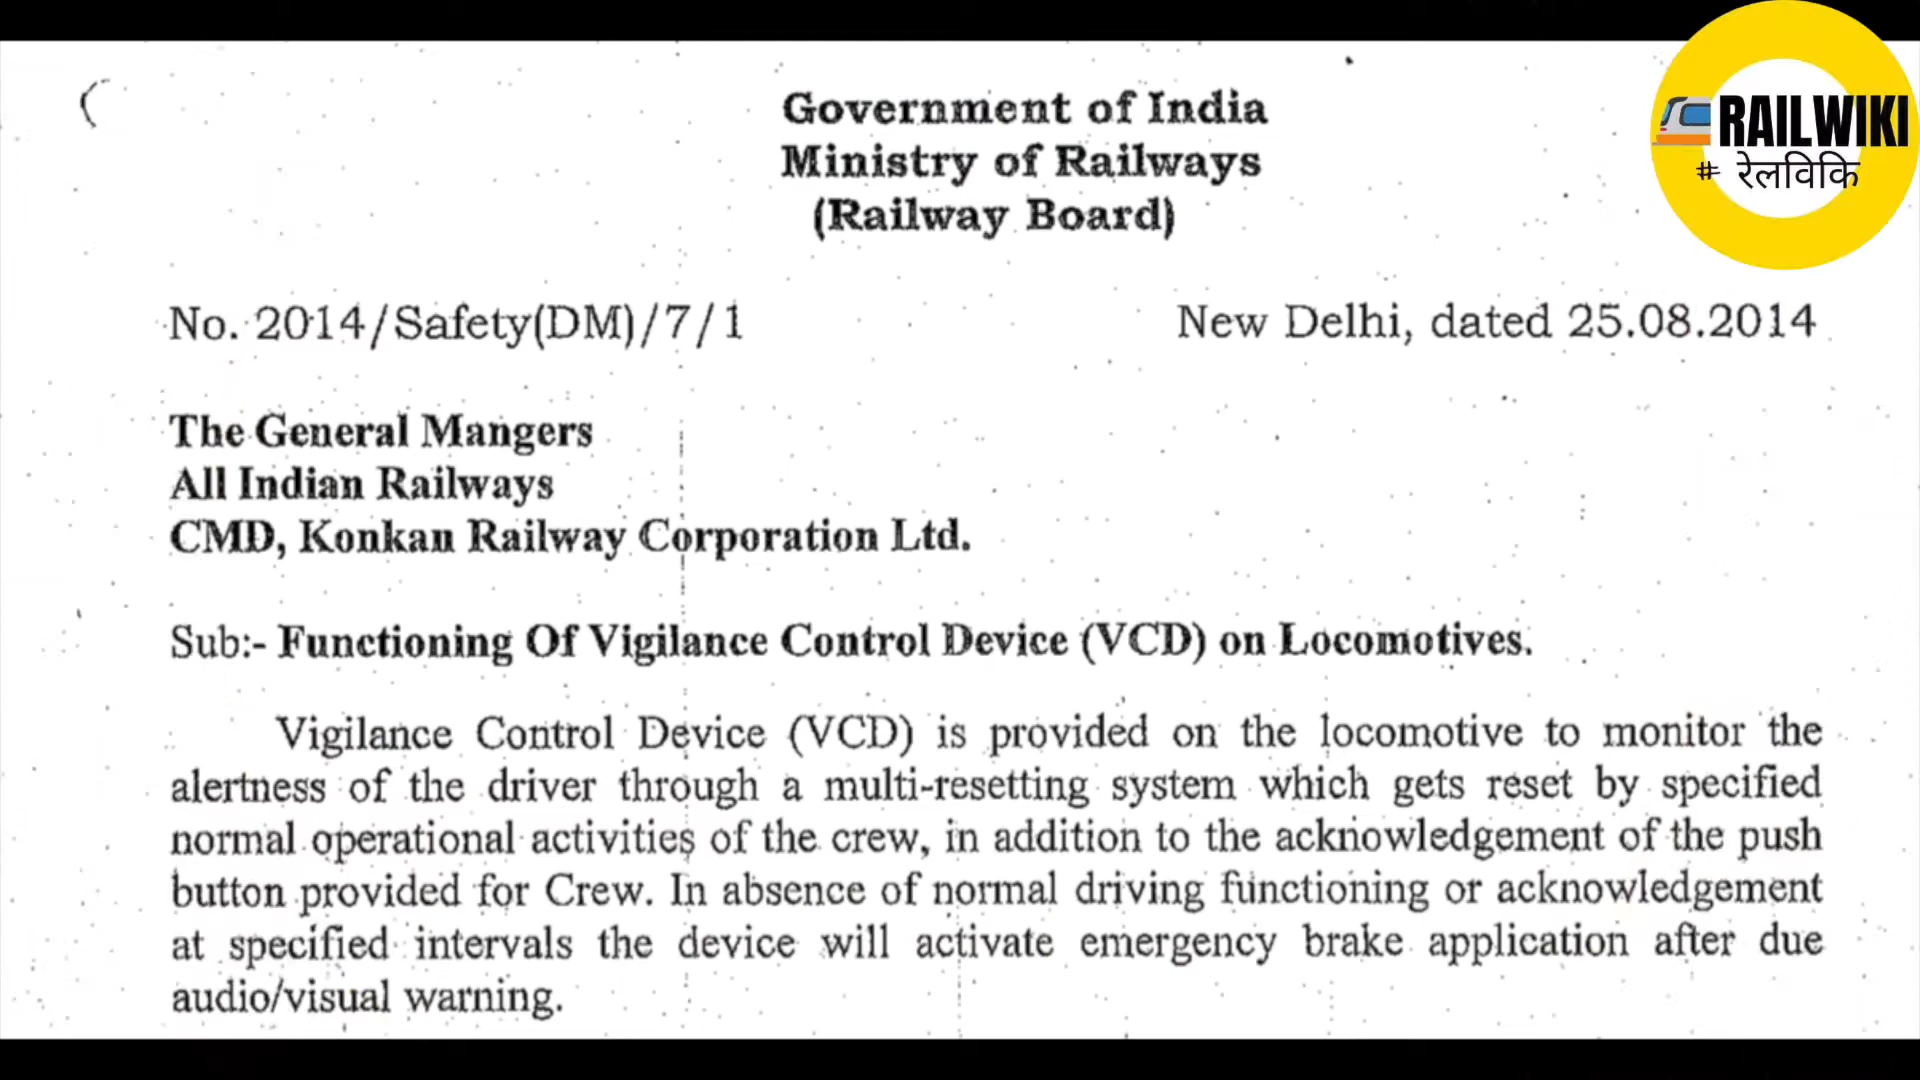 Government of India
Ministry of Railways
(Railway Board)
RAILWIKI
# रेलविकि
No. 2014/Safety(DM)/7/1
New Delhi, dated 25.08.2014
The General Mangers
All Indian Railways
CMD, Konkan Railway Corporation Ltd.
Sub:- Functioning Of Vigilance Control Device (VCD) on Locomotives.
Vigilance Control Device (VCD) is provided on the locomotive to monitor the
alertness of the driver through a multi-resetting system which gets reset by specified
normal operational activities of the crew, in addition to the acknowledgement of the push
button provided for Crew. In absence of normal driving functioning or acknowledgement
at specified intervals the device will activate emergency brake application after due
audio/visual warning.